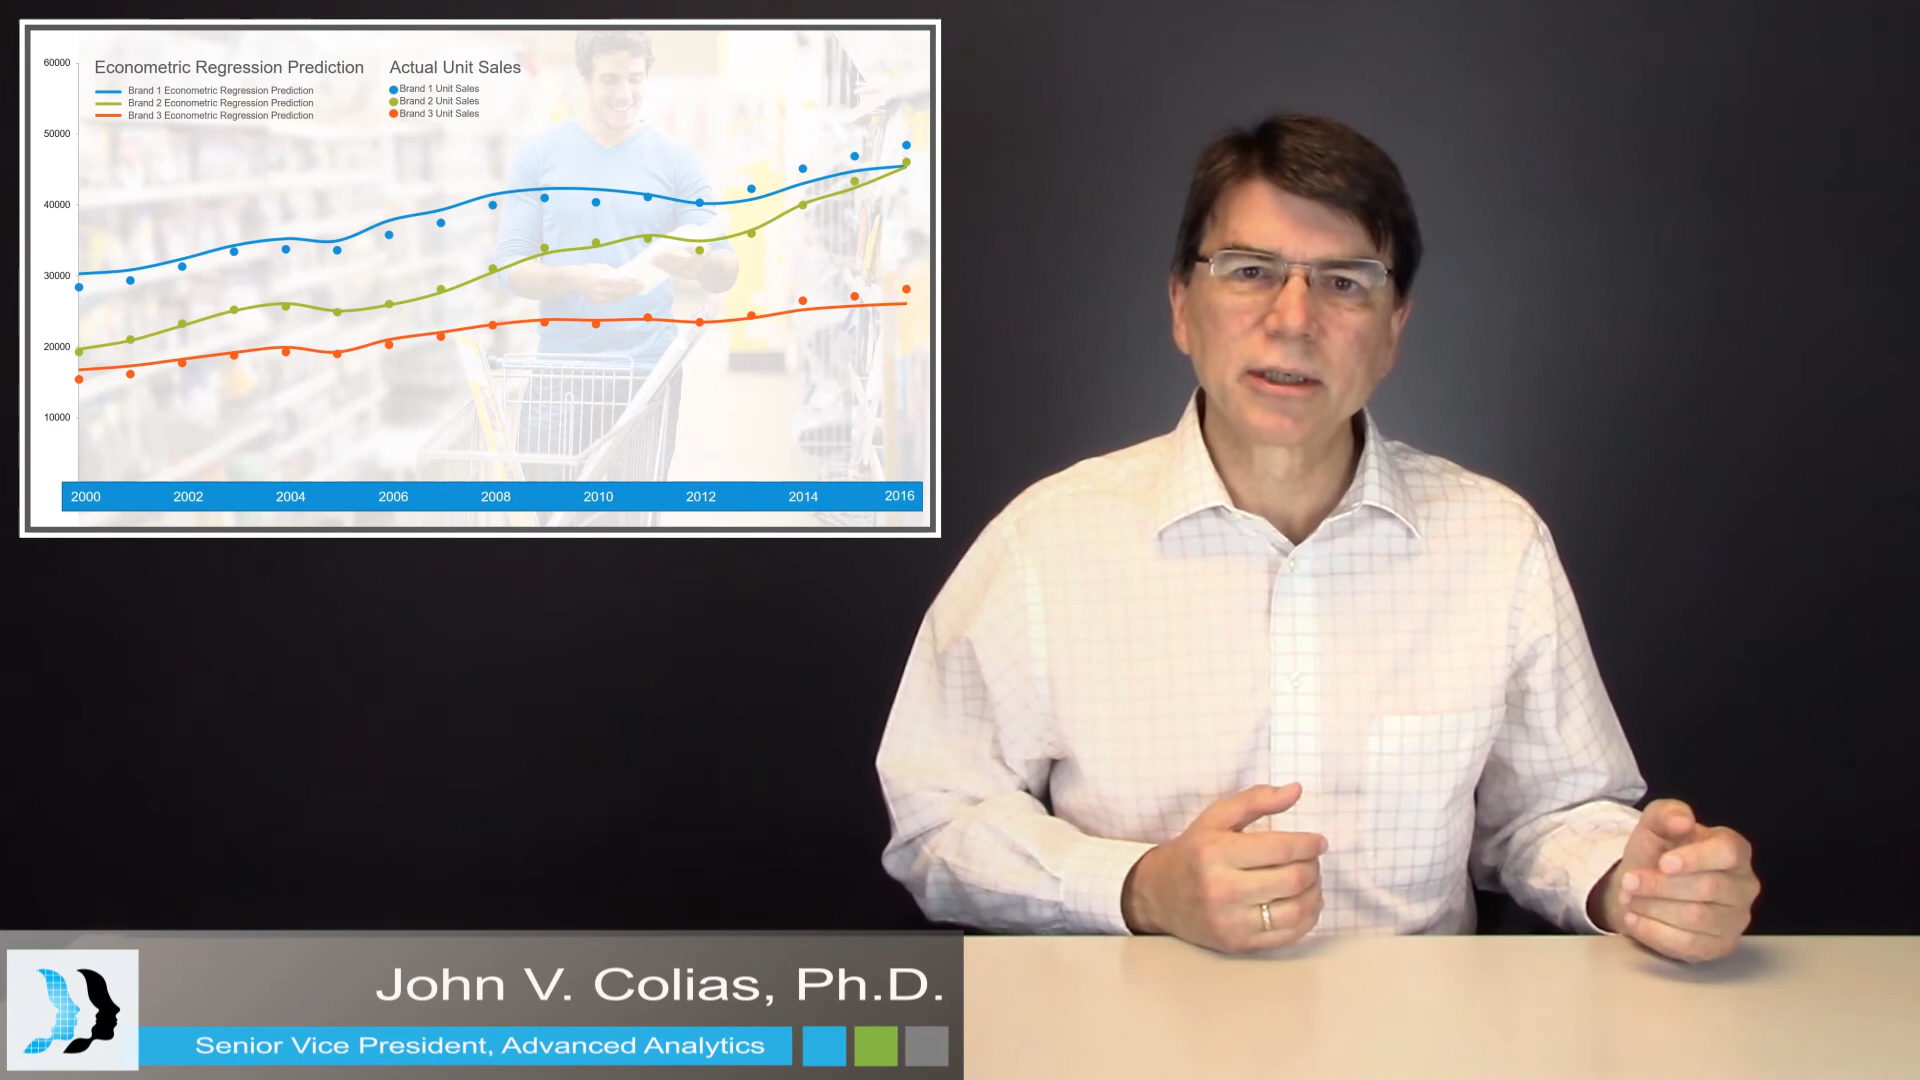 Econometric Regression Prediction
Brand 1 Econometric Regression Prediction
Brand 2 Econometric Regression Prediction
Brand 3 Econometric Regression Prediction
Actual Unit Sales
Brand 1 Unit Sales
Brand 2 Unit Sales
Brand 3 Unit Sales
60000
50000
40000
30000
20000
10000
2000 2002 2004 2006 2008 2010 2012 2014 2016
John V. Colias, Ph.D.
Senior Vice President, Advanced Analytics